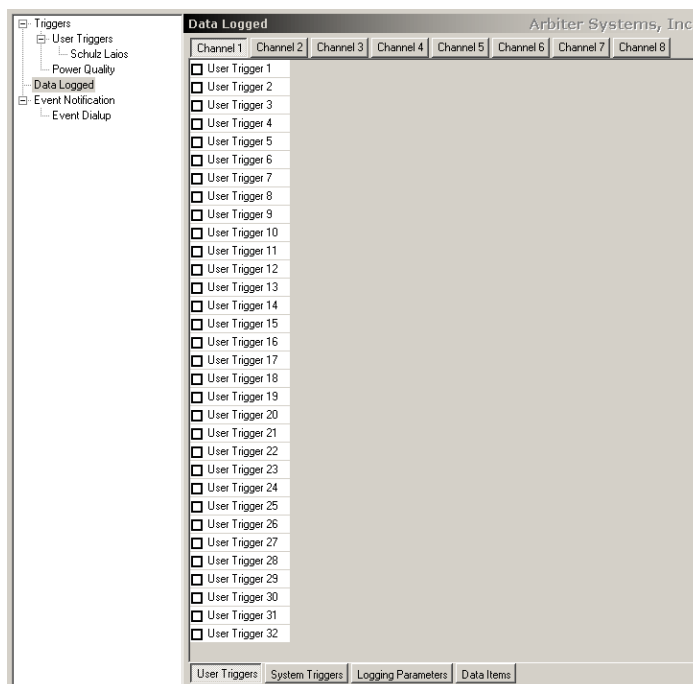 Triggers
User Triggers
Schulz Laios
Power Quality
Data Logged
Event Notification
Event Dialup
Data Logged Arbiter Systems, Inc
Channel 1 Channel 2 Channel 3 Channel 4 Channel 5 Channel 6 Channel 7 Channel 8
User Trigger 1
User Trigger 2
User Trigger 3
User Trigger 4
User Trigger 5
User Trigger 6
User Trigger 7
User Trigger 8
User Trigger 9
User Trigger 10
User Trigger 11
User Trigger 12
User Trigger 13
User Trigger 14
User Trigger 15
User Trigger 16
User Trigger 17
User Trigger 18
User Trigger 19
User Trigger 20
User Trigger 21
User Trigger 22
User Trigger 23
User Trigger 24
User Trigger 25
User Trigger 26
User Trigger 27
User Trigger 28
User Trigger 29
User Trigger 30
User Trigger 31
User Trigger 32
User Triggers System Triggers Logging Parameters Data Items